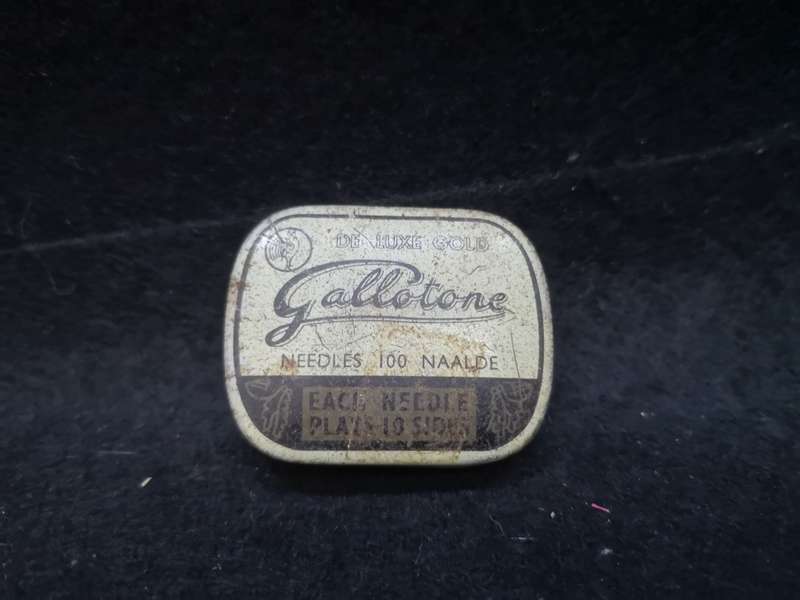 DE LUXE GOLD
Gallotone
NEEDLES 100 NAALDE
EACH NEEDLE
PLAYS 10 SIDES